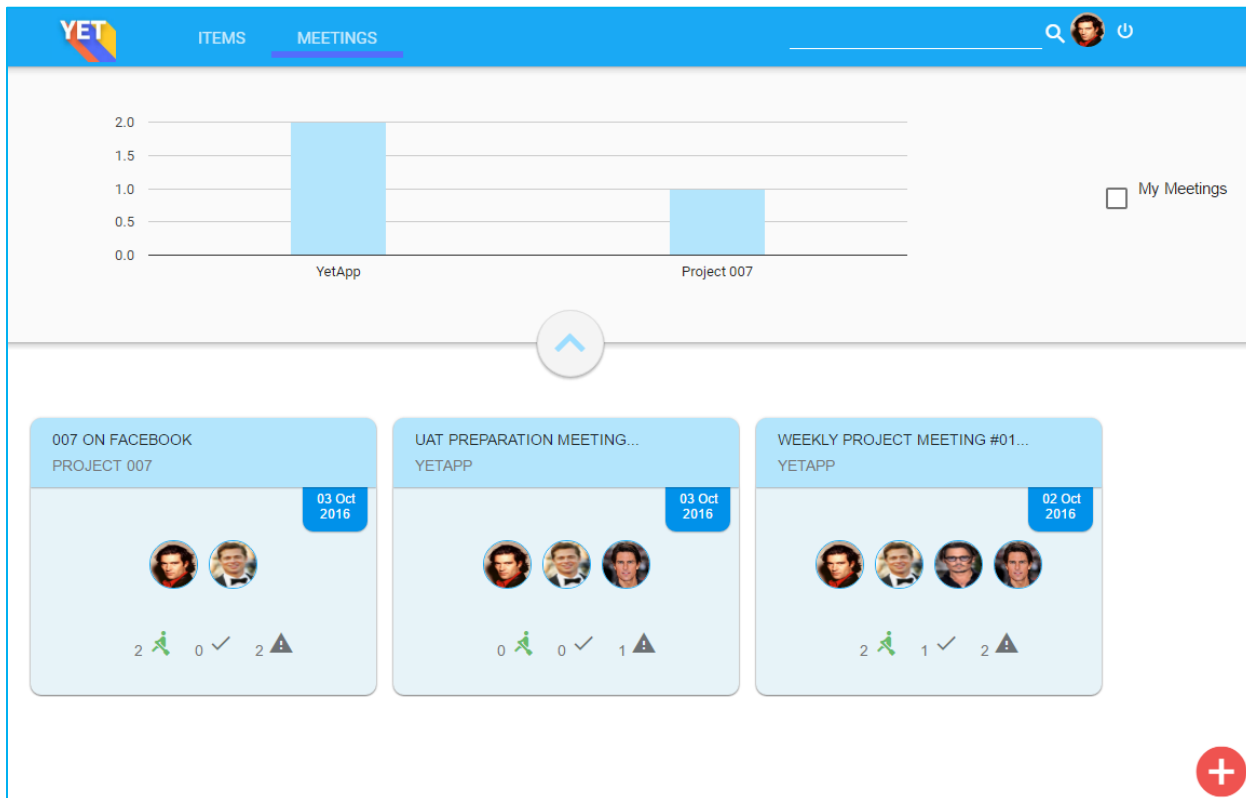 YET
ITEMS
MEETINGS
2.0
1.5
1.0
0.5
0.0
YetApp
Project 007
My Meetings
007 ON FACEBOOK
PROJECT 007
03 Oct
2016
2
0
2
UAT PREPARATION MEETING...
YETAPP
03 Oct
2016
0
0
1
WEEKLY PROJECT MEETING #01...
YETAPP
02 Oct
2016
2
1
2